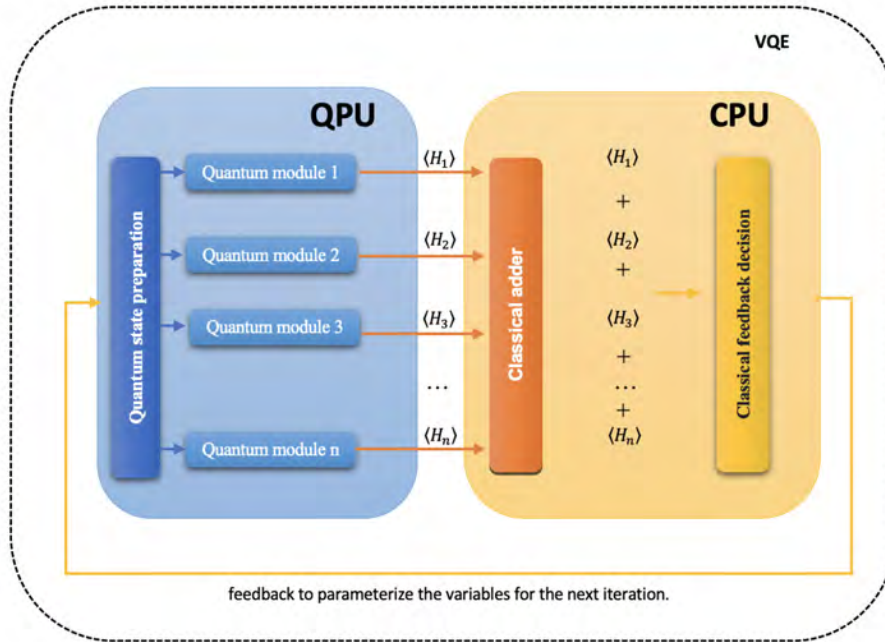 VQE
QPU
CPU
Quantum state preparation
Quantum module 1
Quantum module 2
Quantum module 3
Quantum module n
⟨H₁⟩
⟨H₂⟩
⟨H₃⟩
...
⟨Hₙ⟩
Classical adder
⟨H₁⟩
+
⟨H₂⟩
+
⟨H₃⟩
+
...
+
⟨Hₙ⟩
Classical feedback decision
feedback to parameterize the variables for the next iteration.